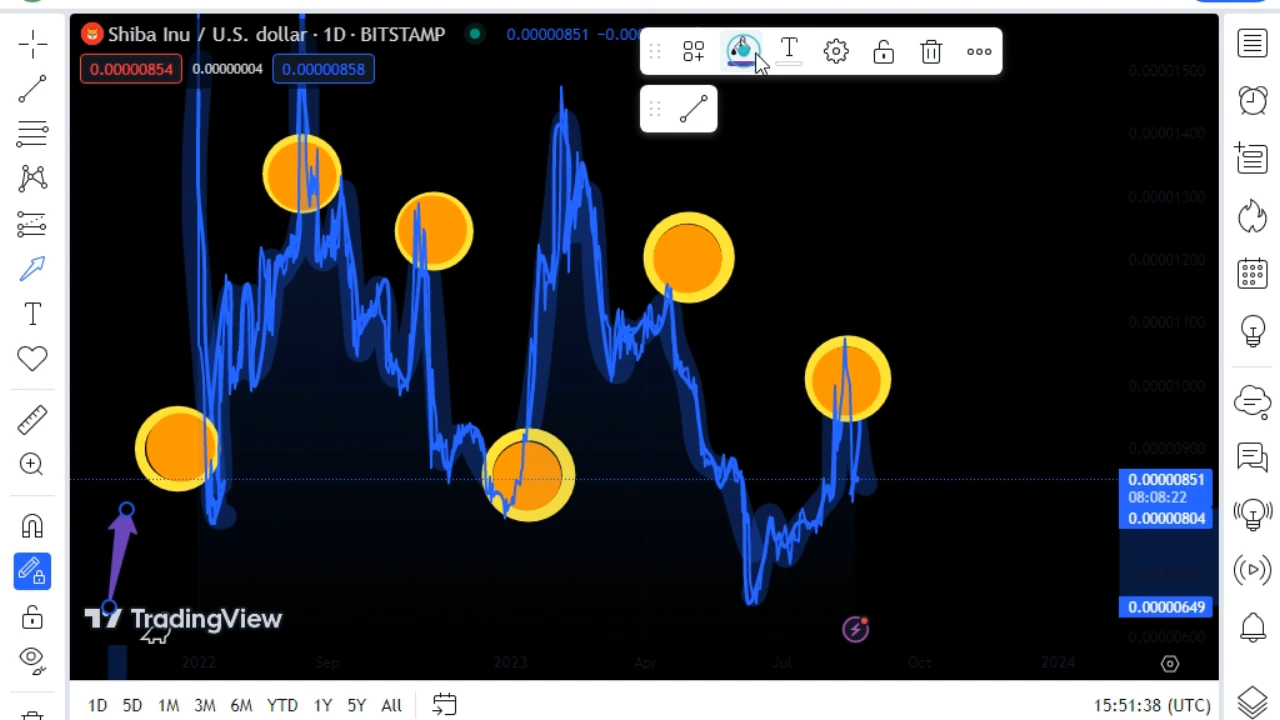 Shiba Inu / U.S. dollar · 1D · BITSTAMP
0.00000851 −0.00
0.00000854
0.00000004
0.00000858
0.00001500
0.00001400
0.00001300
0.00001200
0.00001100
0.00001000
0.00000900
0.00000851
08:08:22
0.00000804
0.00000649
0.00000600
TradingView
2022
Sep
2023
Apr
Jul
Oct
2024
1D 5D 1M 3M 6M YTD 1Y 5Y All
15:51:38 (UTC)